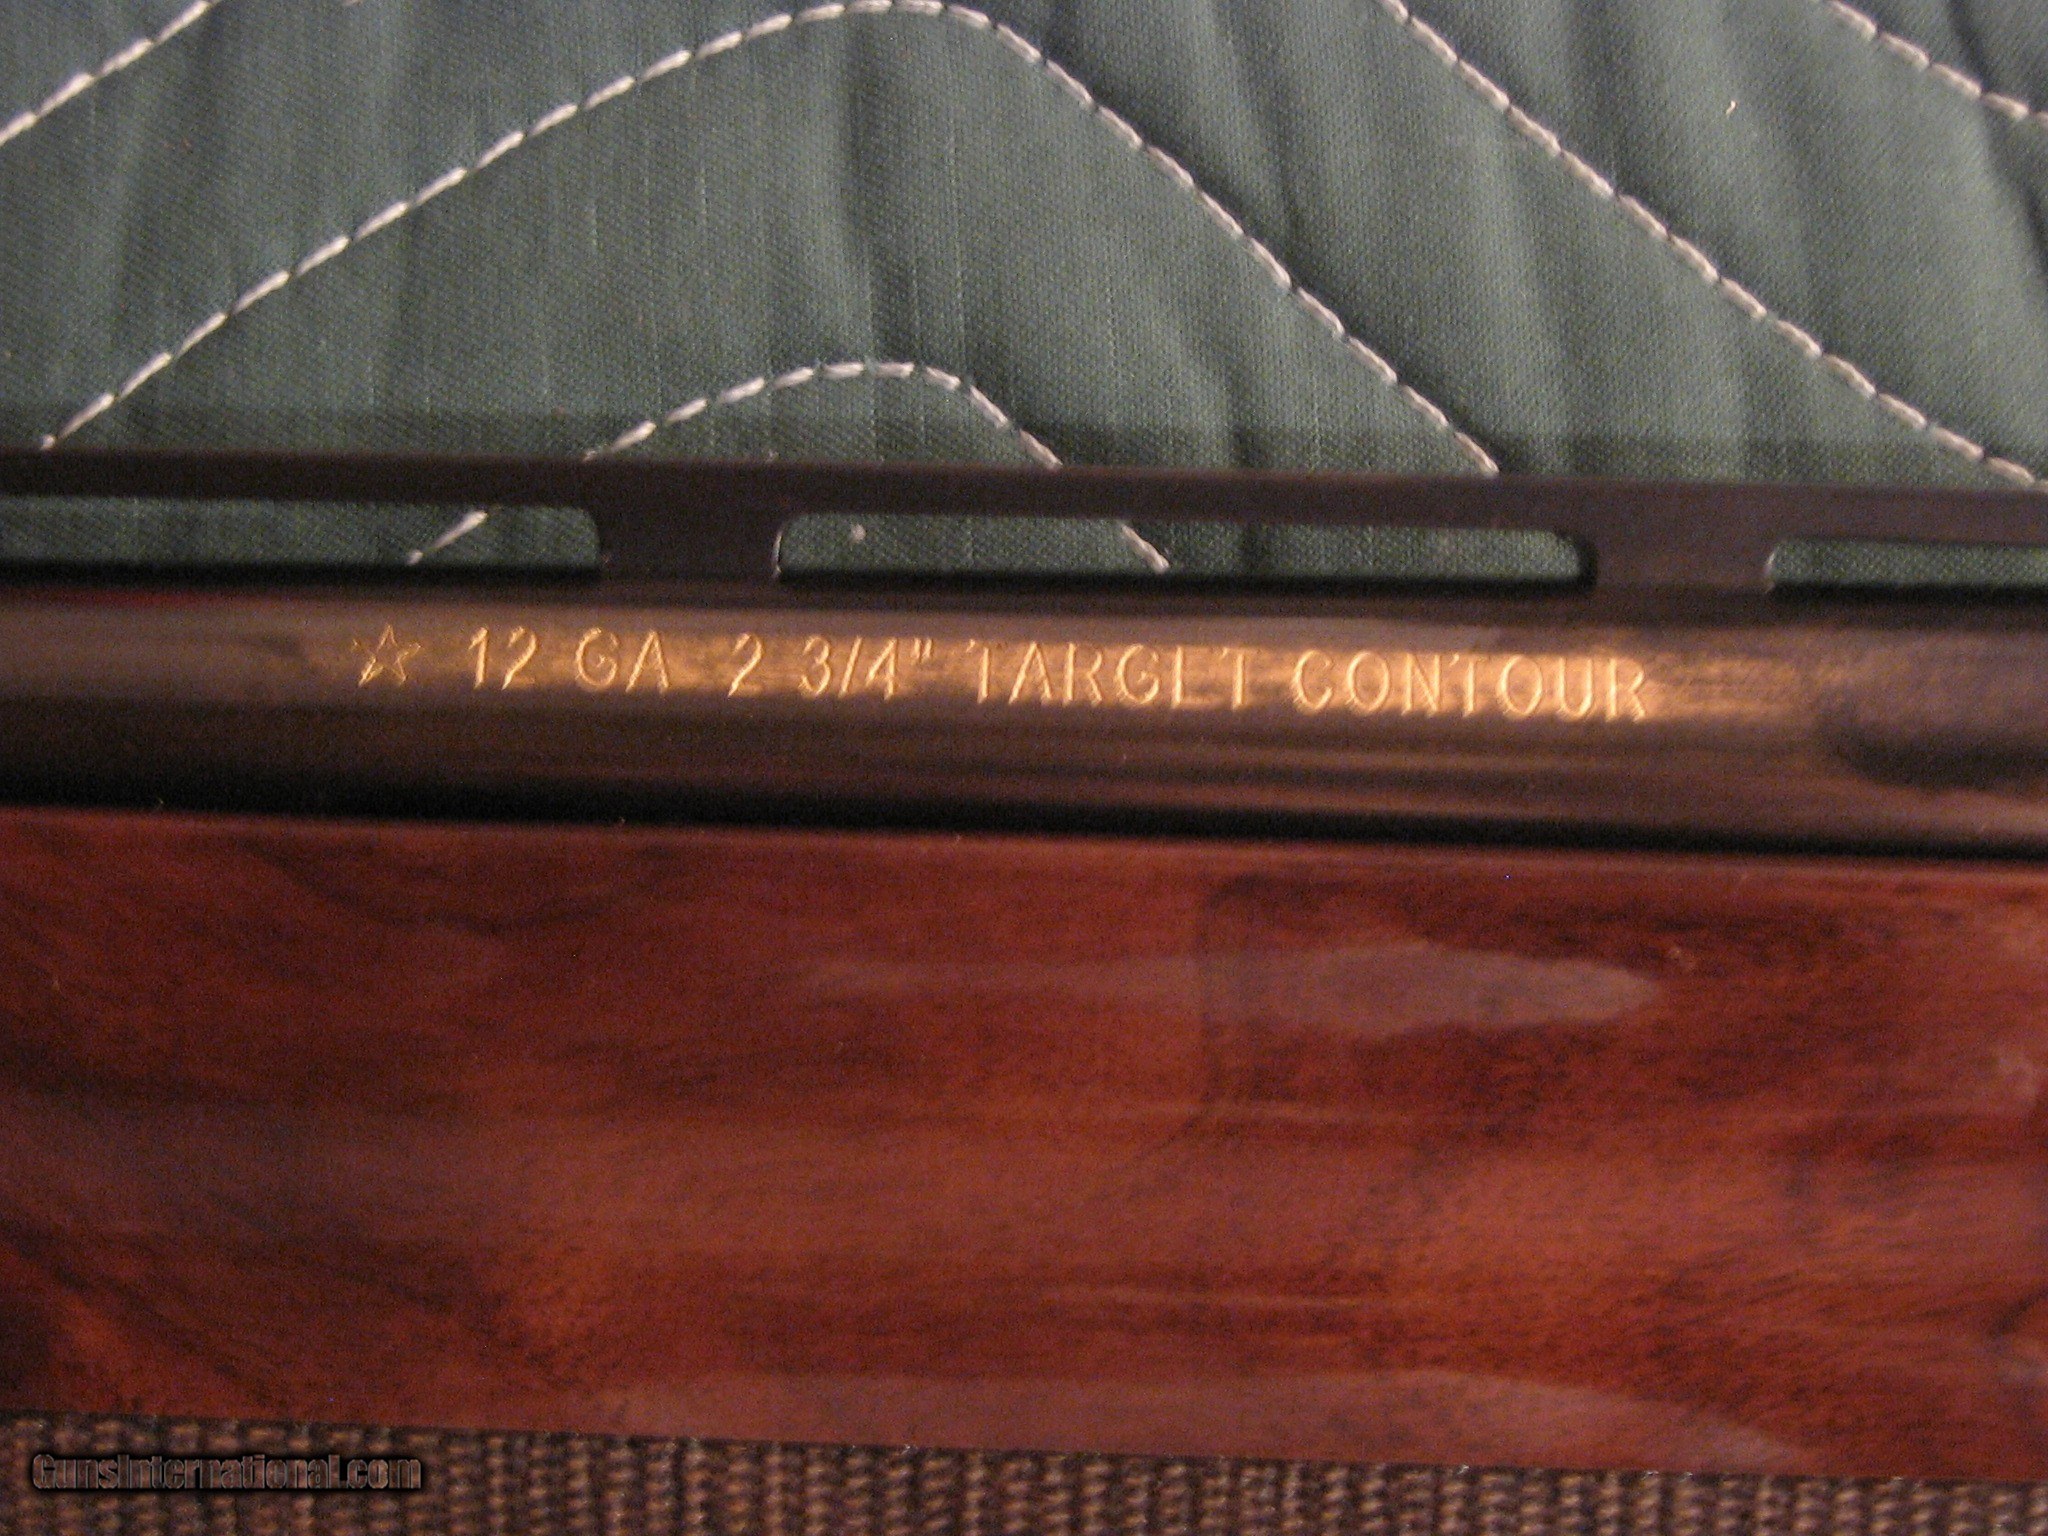 ☆ 12 GA 2 3/4" TARGET CONTOUR
GunsInternational.com